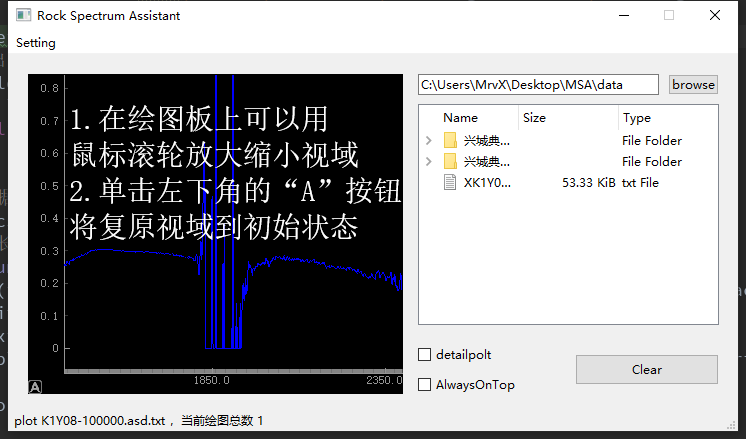 Rock Spectrum Assistant
Setting
C:\Users\MrvX\Desktop\MSA\data
browse
Name Size Type
兴城典... File Folder
兴城典... File Folder
XK1Y0... 53.33 KiB txt File
0.8
0.7
0.6
0.5
0.4
0.3
0.2
0.1
0
1850.0 2350.0
A
1.在绘图板上可以用
鼠标滚轮放大缩小视域
2.单击左下角的“A”按钮
将复原视域到初始状态
detailpolt
AlwaysOnTop
Clear
plot K1Y08-100000.asd.txt ，当前绘图总数 1